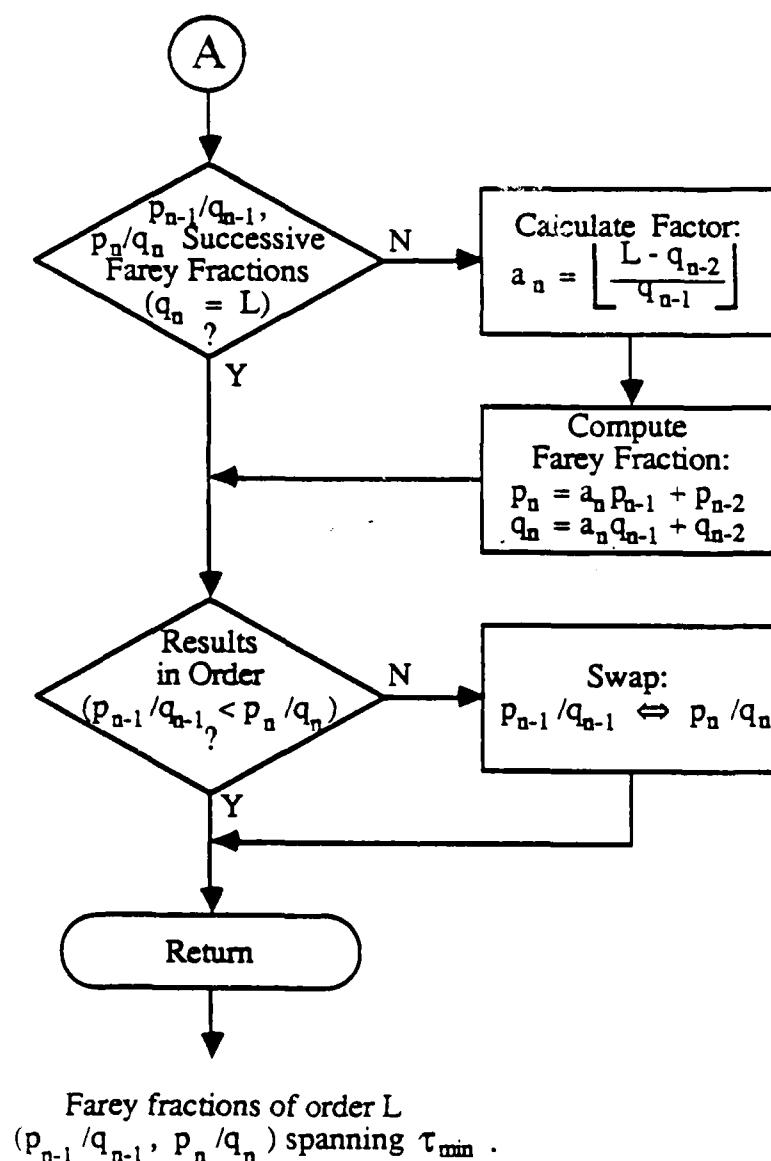 A
p_{n-1}/q_{n-1},
p_n/q_n Successive
Farey Fractions
(q_n = L)
?
N
Y
Calculate Factor:
a_n = ⌊(L - q_{n-2})/q_{n-1}⌋
Compute
Farey Fraction:
p_n = a_n p_{n-1} + p_{n-2}
q_n = a_n q_{n-1} + q_{n-2}
Results
in Order
(p_{n-1}/q_{n-1} < p_n/q_n)
?
N
Y
Swap:
p_{n-1}/q_{n-1} ⇔ p_n/q_n
Return
Farey fractions of order L
(p_{n-1}/q_{n-1}, p_n/q_n) spanning τ_{min} .